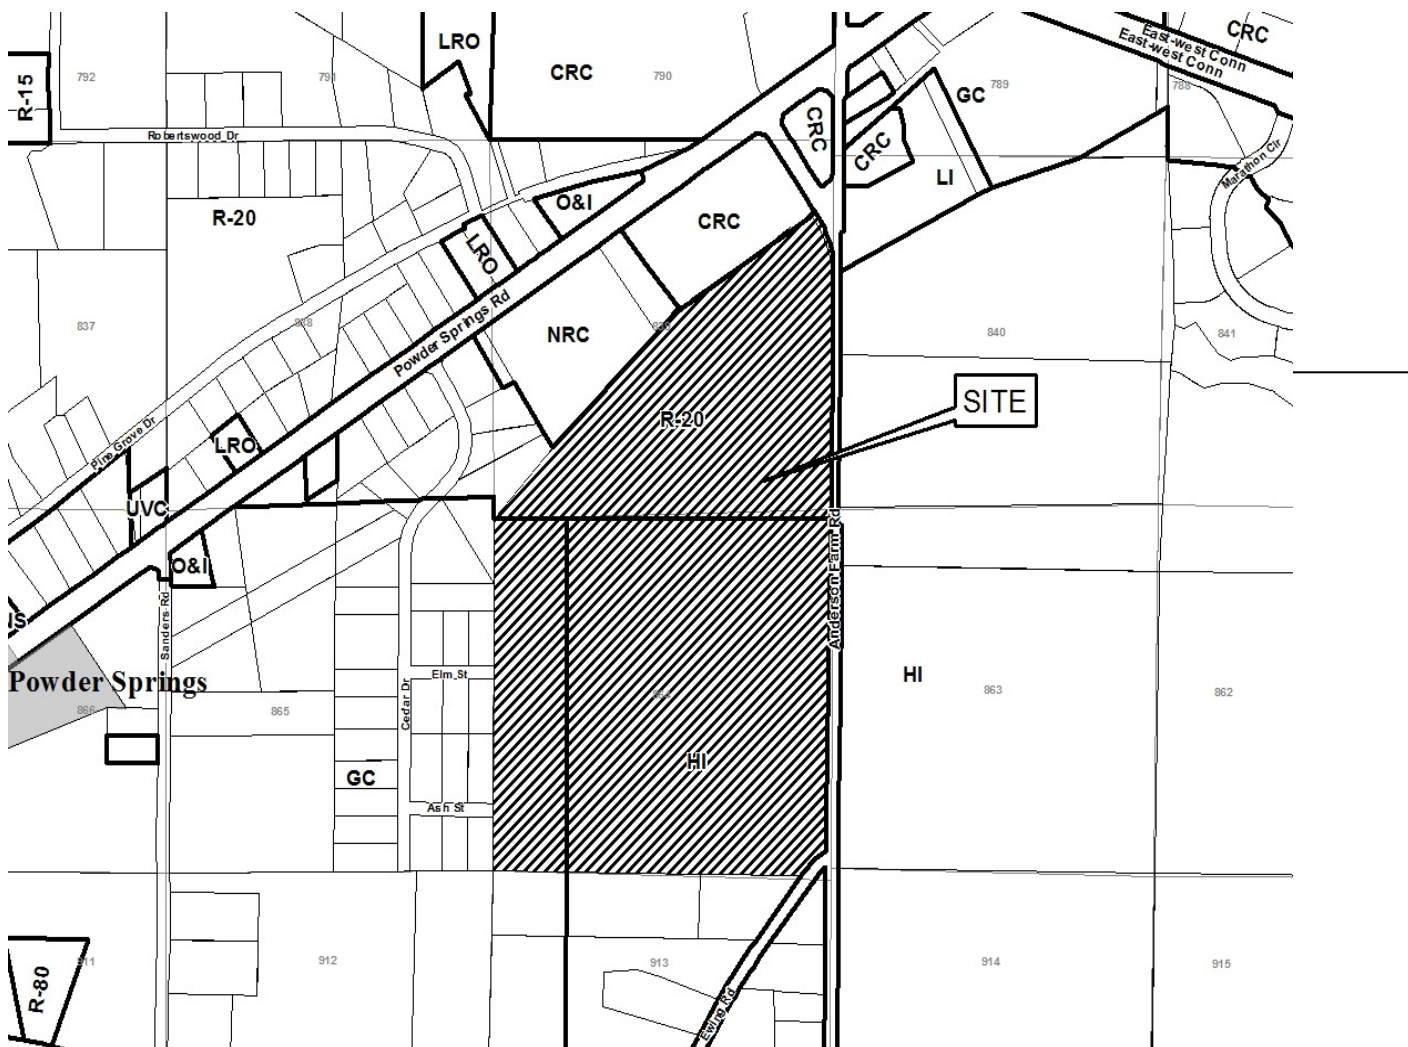 LRO
CRC
CRC
East-west Conn
East-west Conn
792
791
790
789
788
R-15
CRC
GC
Robertswood Dr
CRC
Marathon Cir
LI
O&I
CRC
R-20
LRO
837
838
840
841
NRC
Powder Springs Rd
SITE
R-20
Pine Grove Dr
LRO
UVC
Anderson Farm Rd
O&I
Sanders Rd
Powder Springs
Elm St
HI
863
862
866
865
Cedar Dr
HI
GC
Ash St
911
912
913
914
915
R-80
Ewing Rd